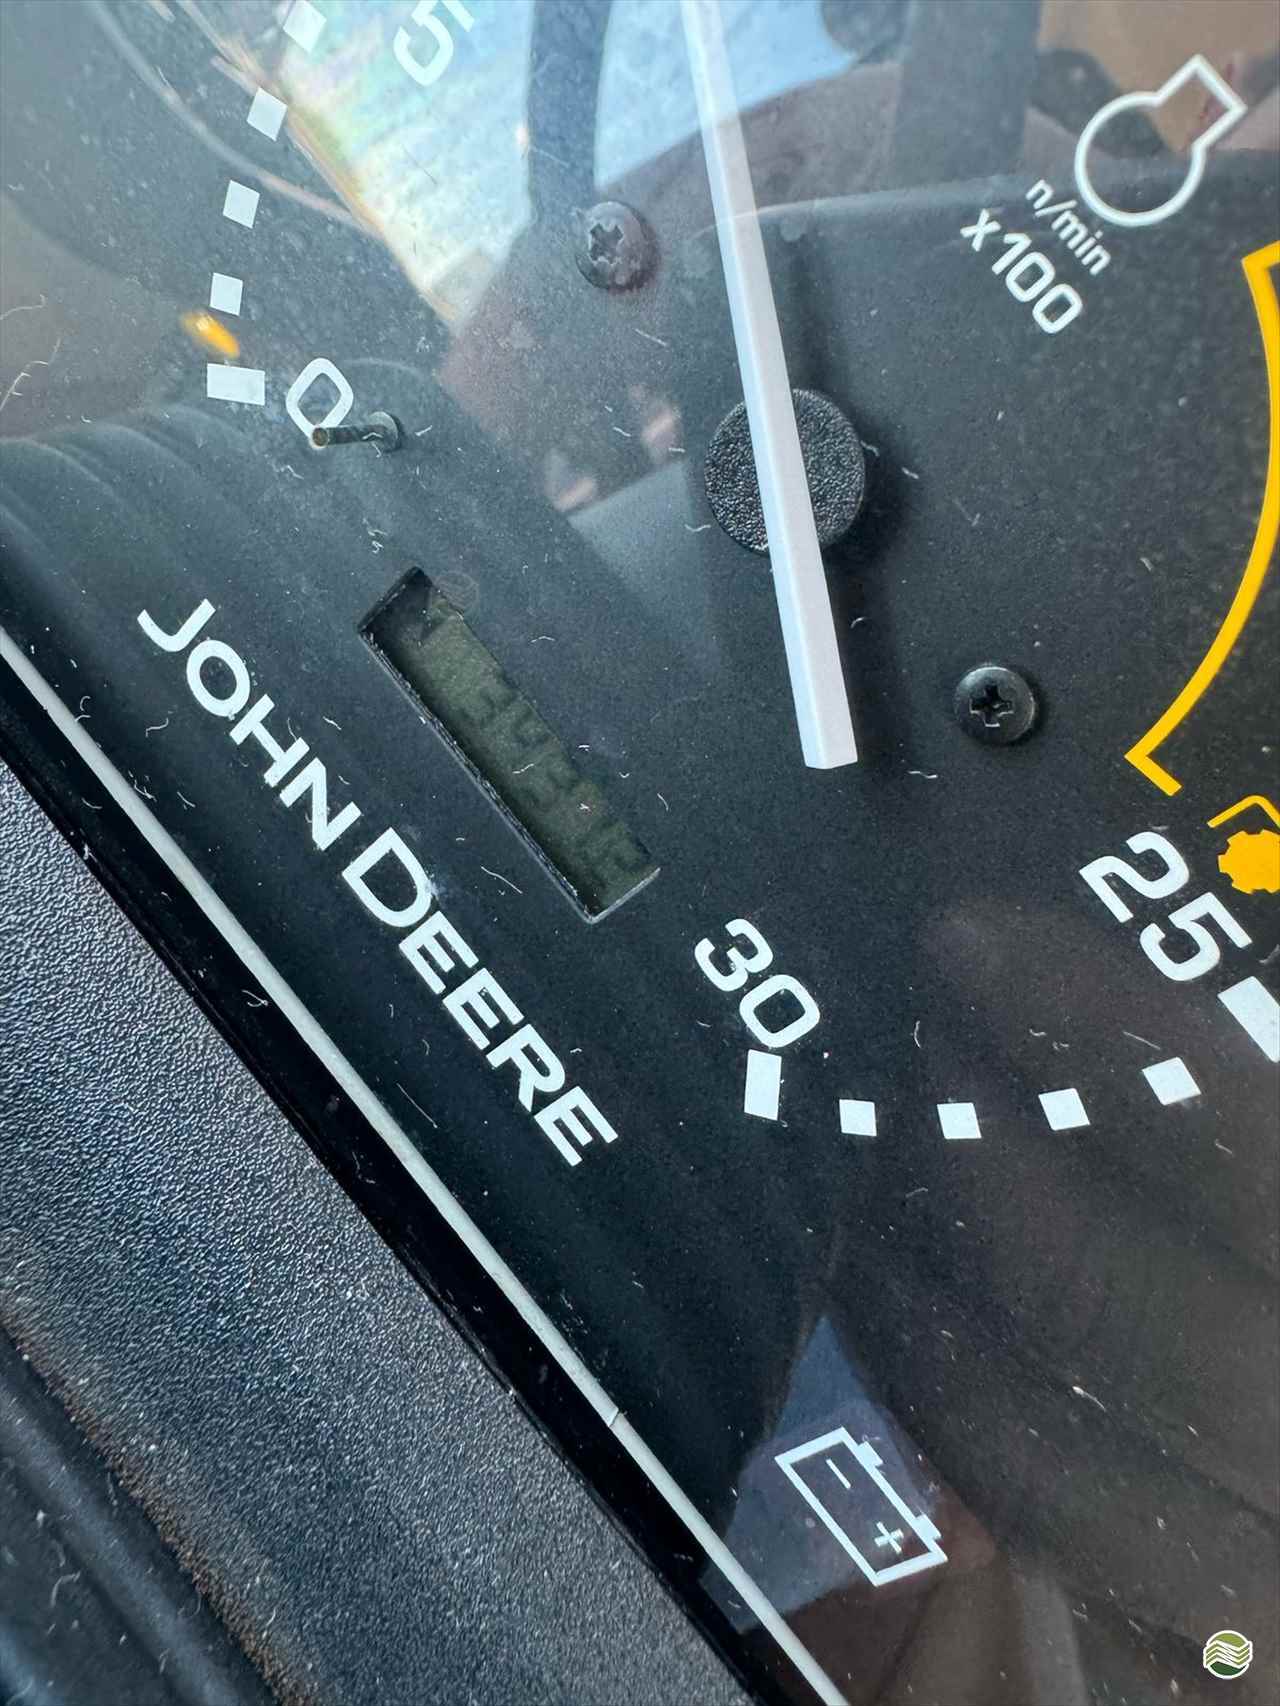 5
n/min
x100
0
JOHN DEERE
25
30
- +